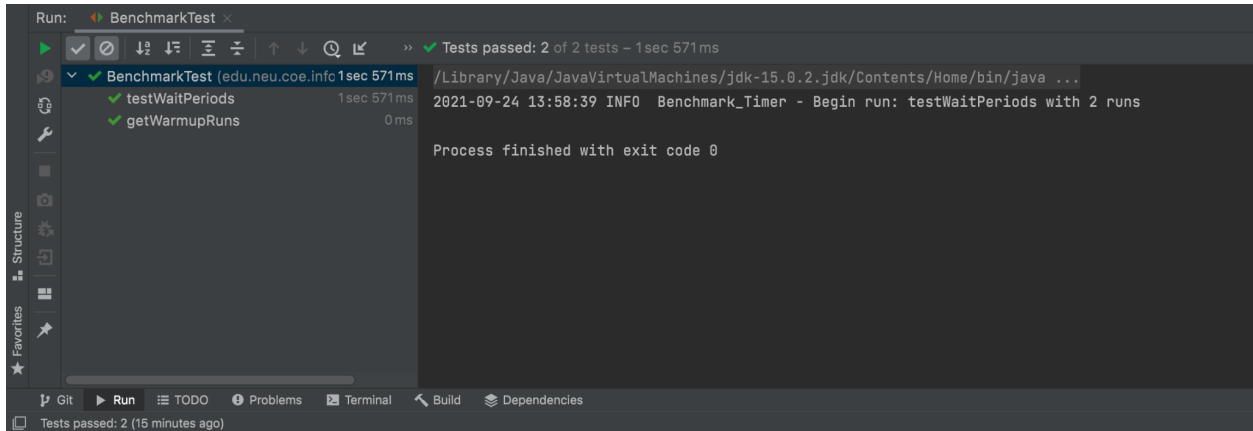 Run: BenchmarkTest
Tests passed: 2 of 2 tests – 1 sec 571 ms
BenchmarkTest (edu.neu.coe.info 1 sec 571 ms
testWaitPeriods 1 sec 571 ms
getWarmupRuns 0 ms
/Library/Java/JavaVirtualMachines/jdk-15.0.2.jdk/Contents/Home/bin/java ...
2021-09-24 13:58:39 INFO  Benchmark_Timer - Begin run: testWaitPeriods with 2 runs
Process finished with exit code 0
Structure
Favorites
Git Run TODO Problems Terminal Build Dependencies
Tests passed: 2 (15 minutes ago)